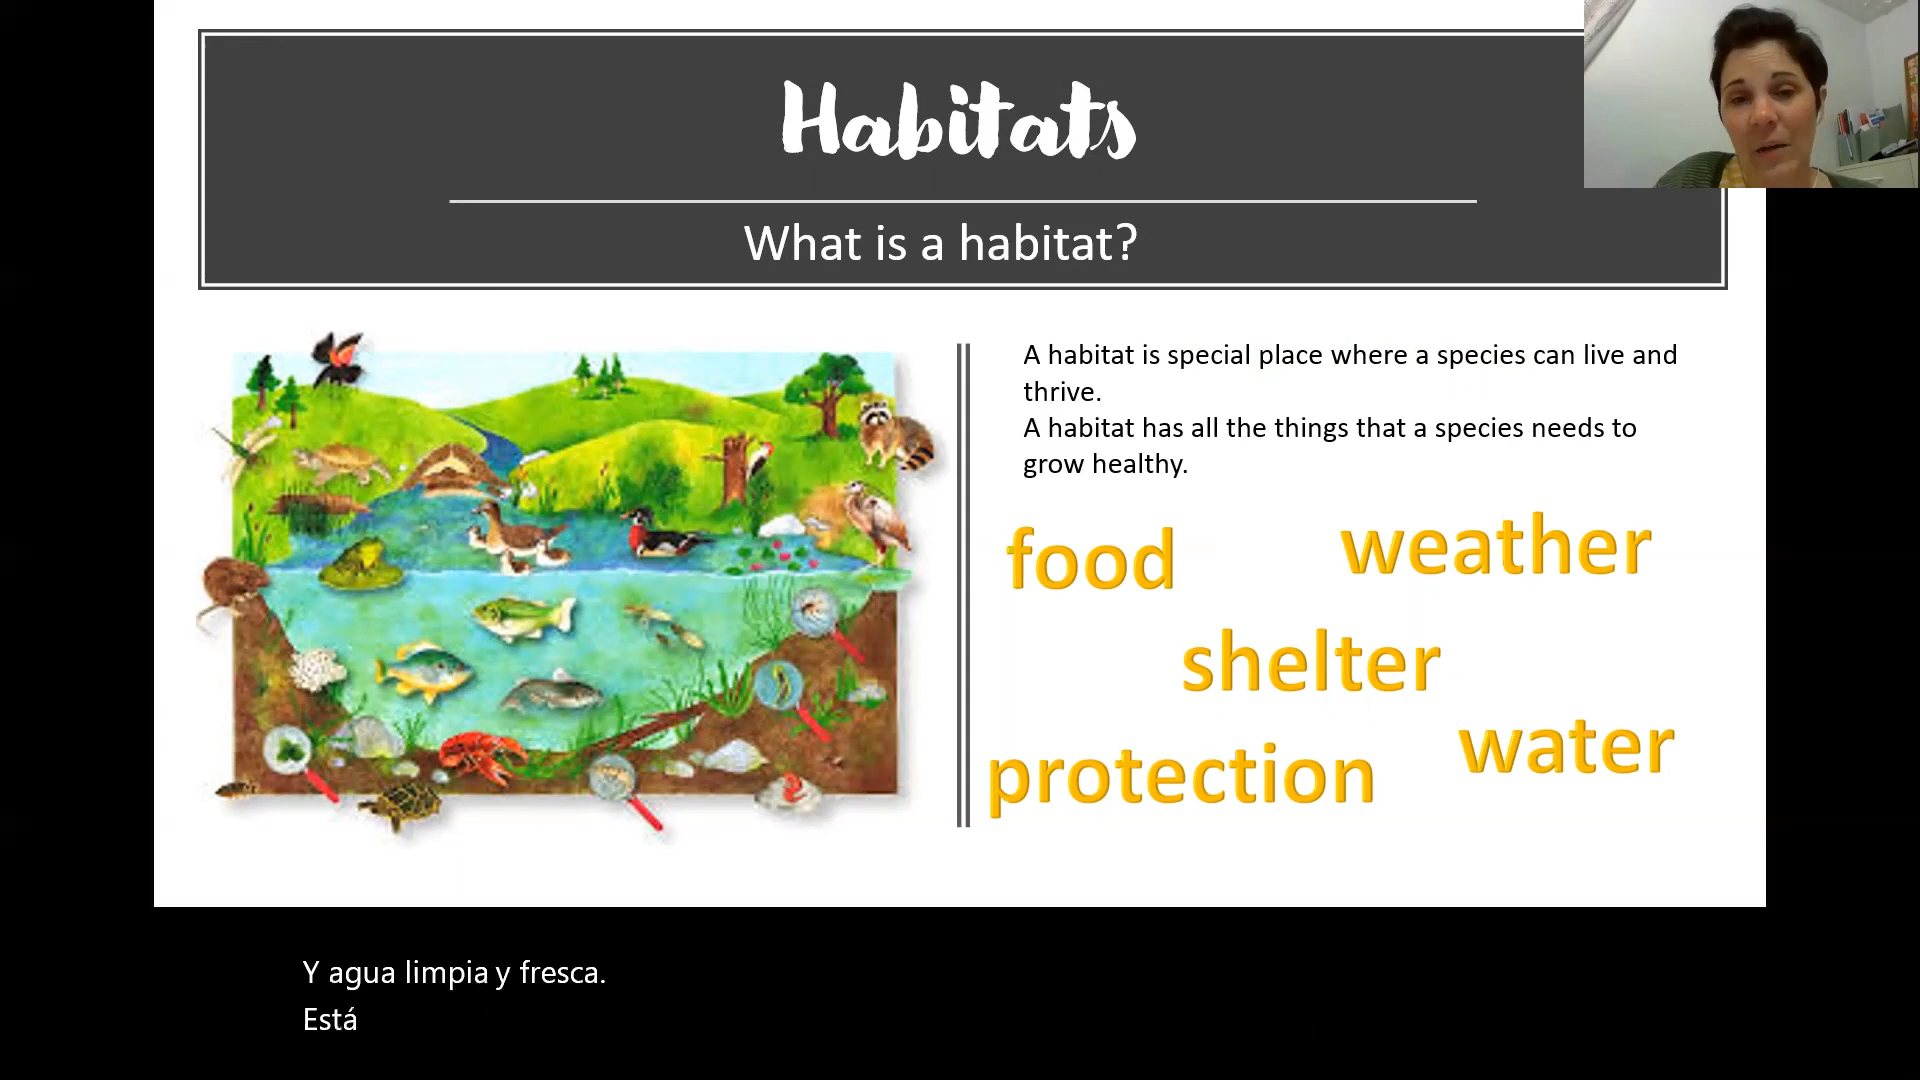 Habitats
What is a habitat?
A habitat is special place where a species can live and
thrive.
A habitat has all the things that a species needs to
grow healthy.
food
weather
shelter
protection
water
Y agua limpia y fresca.
Está